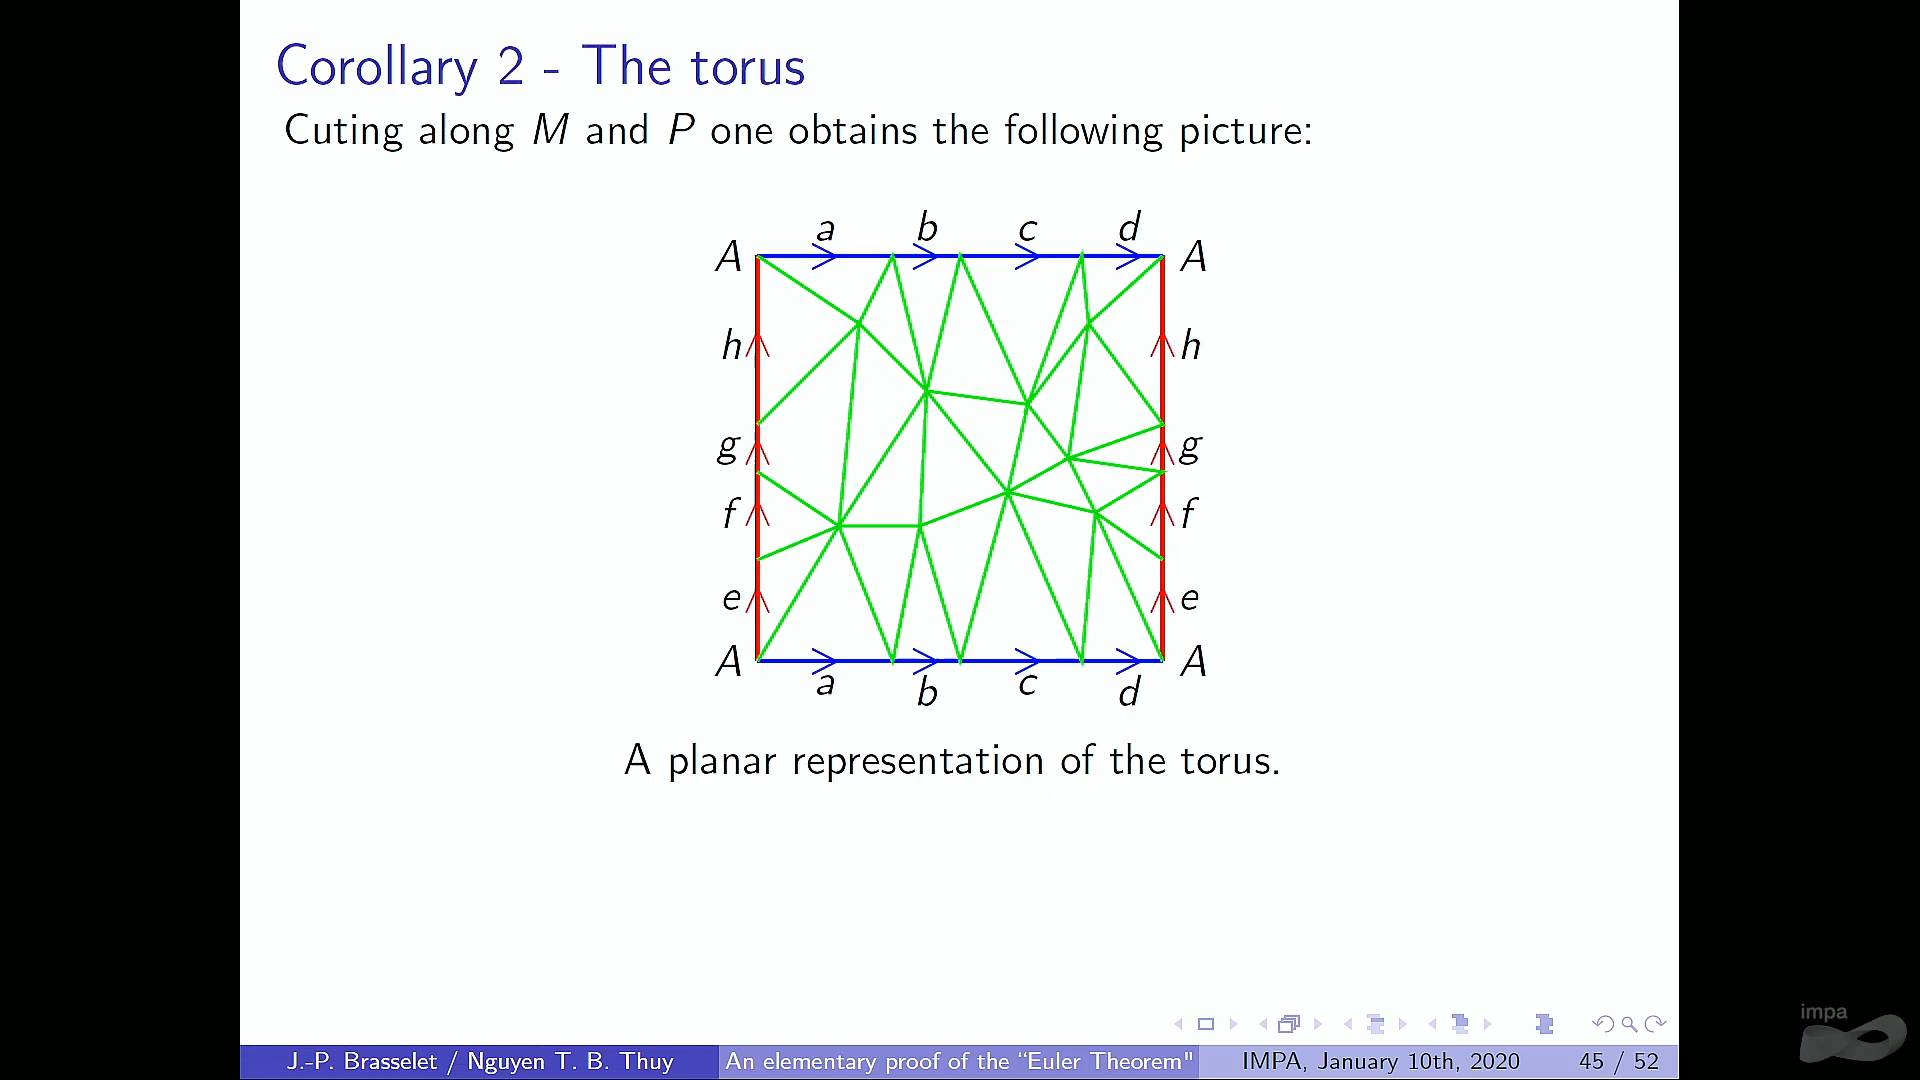 Corollary 2 - The torus
Cuting along M and P one obtains the following picture:
a b c d
A A
h h
g g
f f
e e
A A
a b c d
A planar representation of the torus.
impa
J.-P. Brasselet / Nguyen T. B. Thuy An elementary proof of the “Euler Theorem" IMPA, January 10th, 2020 45 / 52